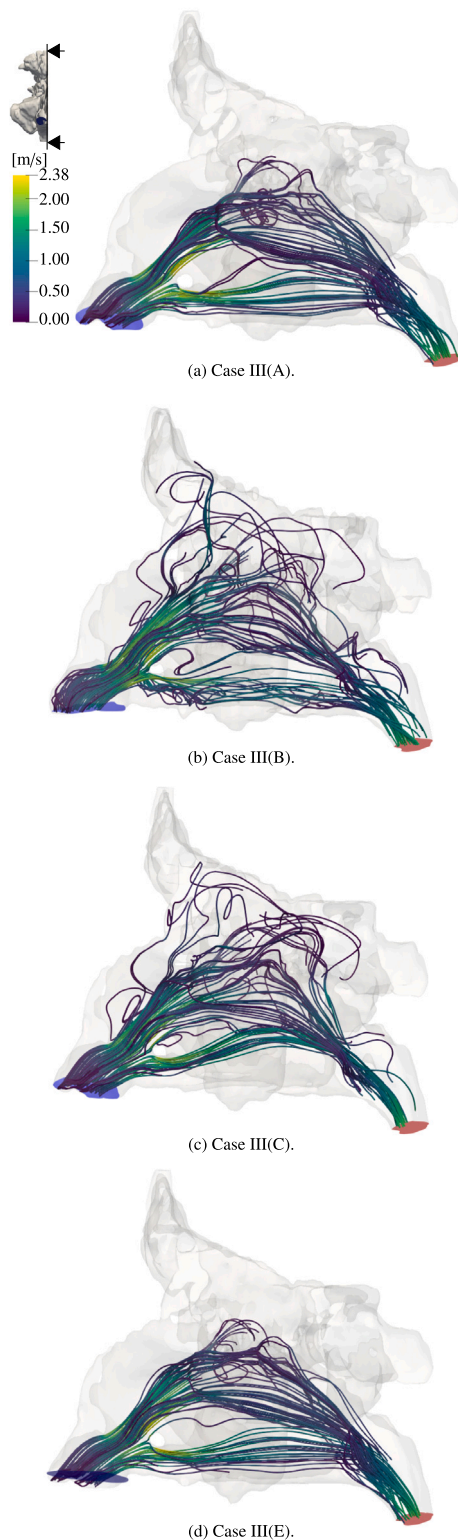 [m/s]
2.38
2.00
1.50
1.00
0.50
0.00
(a) Case III(A).
(b) Case III(B).
(c) Case III(C).
(d) Case III(E).